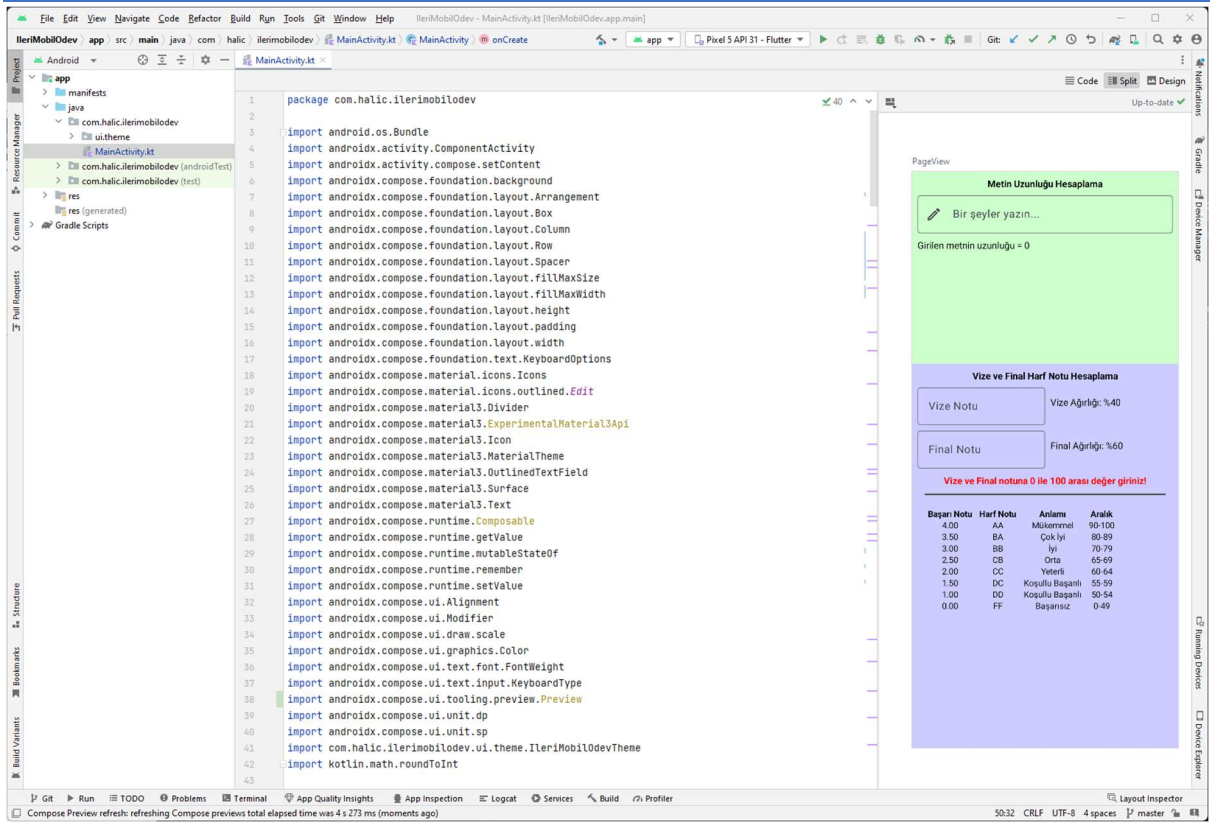 File Edit View Navigate Code Refactor Build Run Tools Git Window Help IleriMobilOdev - MainActivity.kt [IleriMobilOdev.app.main]
IleriMobilOdev app src main java com halic ilerimobilodev MainActivity.kt MainActivity onCreate app Pixel 5 API 31 - Flutter Git:
Android MainActivity.kt
Code Split Design
Up-to-date
Project
Resource Manager
Commit
Pull Requests
Structure
Bookmarks
Build Variants
app
manifests
java
com.halic.ilerimobilodev
ui.theme
MainActivity.kt
com.halic.ilerimobilodev (androidTest)
com.halic.ilerimobilodev (test)
res
res (generated)
Gradle Scripts
40
1 package com.halic.ilerimobilodev
2
3 import android.os.Bundle
4 import androidx.activity.ComponentActivity
5 import androidx.activity.compose.setContent
6 import androidx.compose.foundation.background
7 import androidx.compose.foundation.layout.Arrangement
8 import androidx.compose.foundation.layout.Box
9 import androidx.compose.foundation.layout.Column
10 import androidx.compose.foundation.layout.Row
11 import androidx.compose.foundation.layout.Spacer
12 import androidx.compose.foundation.layout.fillMaxSize
13 import androidx.compose.foundation.layout.fillMaxWidth
14 import androidx.compose.foundation.layout.height
15 import androidx.compose.foundation.layout.padding
16 import androidx.compose.foundation.layout.width
17 import androidx.compose.foundation.text.KeyboardOptions
18 import androidx.compose.material.icons.Icons
19 import androidx.compose.material.icons.outlined.Edit
20 import androidx.compose.material3.Divider
21 import androidx.compose.material3.ExperimentalMaterial3Api
22 import androidx.compose.material3.Icon
23 import androidx.compose.material3.MaterialTheme
24 import androidx.compose.material3.OutlinedTextField
25 import androidx.compose.material3.Surface
26 import androidx.compose.material3.Text
27 import androidx.compose.runtime.Composable
28 import androidx.compose.runtime.getValue
29 import androidx.compose.runtime.mutableStateOf
30 import androidx.compose.runtime.remember
31 import androidx.compose.runtime.setValue
32 import androidx.compose.ui.Alignment
33 import androidx.compose.ui.Modifier
34 import androidx.compose.ui.draw.scale
35 import androidx.compose.ui.graphics.Color
36 import androidx.compose.ui.text.font.FontWeight
37 import androidx.compose.ui.text.input.KeyboardType
38 import androidx.compose.ui.tooling.preview.Preview
39 import androidx.compose.ui.unit.dp
40 import androidx.compose.ui.unit.sp
41 import com.halic.ilerimobilodev.ui.theme.IleriMobilOdevTheme
42 import kotlin.math.roundToInt
43
PageView
Metin Uzunluğu Hesaplama
Bir şeyler yazın...
Girilen metnin uzunluğu = 0
Vize ve Final Harf Notu Hesaplama
Vize Notu Vize Ağırlığı: %40
Final Notu Final Ağırlığı: %60
Vize ve Final notuna 0 ile 100 arası değer giriniz!
Başarı Notu Harf Notu Anlamı Aralık
4.00 AA Mükemmel 90-100
3.50 BA Çok İyi 80-89
3.00 BB İyi 70-79
2.50 CB Orta 65-69
2.00 CC Yeterli 60-64
1.50 DC Koşullu Başarılı 55-59
1.00 DD Koşullu Başarılı 50-54
0.00 FF Başarısız 0-49
Notifications
Gradle
Device Manager
Running Devices
Device Explorer
Git Run TODO Problems Terminal App Quality Insights App Inspection Logcat Services Build Profiler Layout Inspector
Compose Preview refresh: refreshing Compose previews total elapsed time was 4 s 273 ms (moments ago) 50:32 CRLF UTF-8 4 spaces master